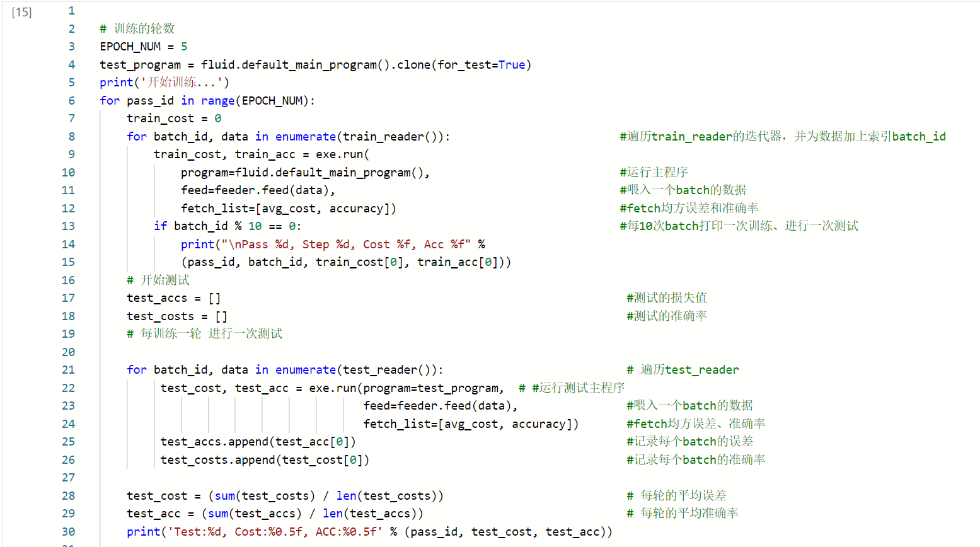 [15]
1
2 # 训练的轮数
3 EPOCH_NUM = 5
4 test_program = fluid.default_main_program().clone(for_test=True)
5 print('开始训练...')
6 for pass_id in range(EPOCH_NUM):
7 train_cost = 0
8 for batch_id, data in enumerate(train_reader()): #遍历train_reader的迭代器，并为数据加上索引batch_id
9 train_cost, train_acc = exe.run(
10 program=fluid.default_main_program(), #运行主程序
11 feed=feeder.feed(data), #喂入一个batch的数据
12 fetch_list=[avg_cost, accuracy]) #fetch均方误差和准确率
13 if batch_id % 10 == 0: #每10次batch打印一次训练、进行一次测试
14 print("\nPass %d, Step %d, Cost %f, Acc %f" %
15 (pass_id, batch_id, train_cost[0], train_acc[0]))
16 # 开始测试
17 test_accs = [] #测试的损失值
18 test_costs = [] #测试的准确率
19 # 每训练一轮 进行一次测试
20
21 for batch_id, data in enumerate(test_reader()): # 遍历test_reader
22 test_cost, test_acc = exe.run(program=test_program, # #运行测试主程序
23 feed=feeder.feed(data), #喂入一个batch的数据
24 fetch_list=[avg_cost, accuracy]) #fetch均方误差、准确率
25 test_accs.append(test_acc[0]) #记录每个batch的误差
26 test_costs.append(test_cost[0]) #记录每个batch的准确率
27
28 test_cost = (sum(test_costs) / len(test_costs)) # 每轮的平均误差
29 test_acc = (sum(test_accs) / len(test_accs)) # 每轮的平均准确率
30 print('Test:%d, Cost:%0.5f, ACC:%0.5f' % (pass_id, test_cost, test_acc))